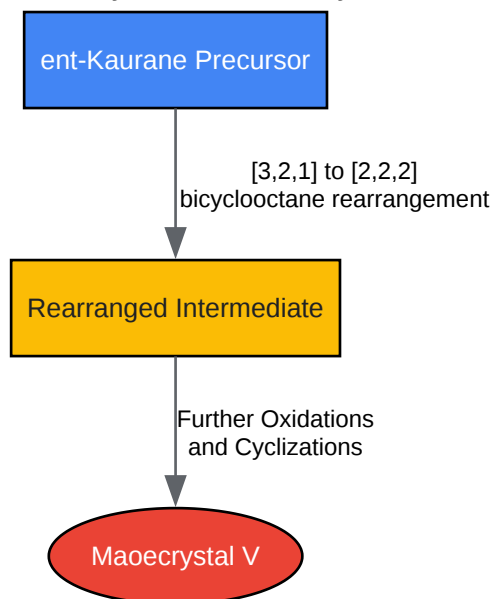 ent-Kaurane Precursor
[3,2,1] to [2,2,2]
bicyclooctane rearrangement
Rearranged Intermediate
Further Oxidations
and Cyclizations
Maoecrystal V